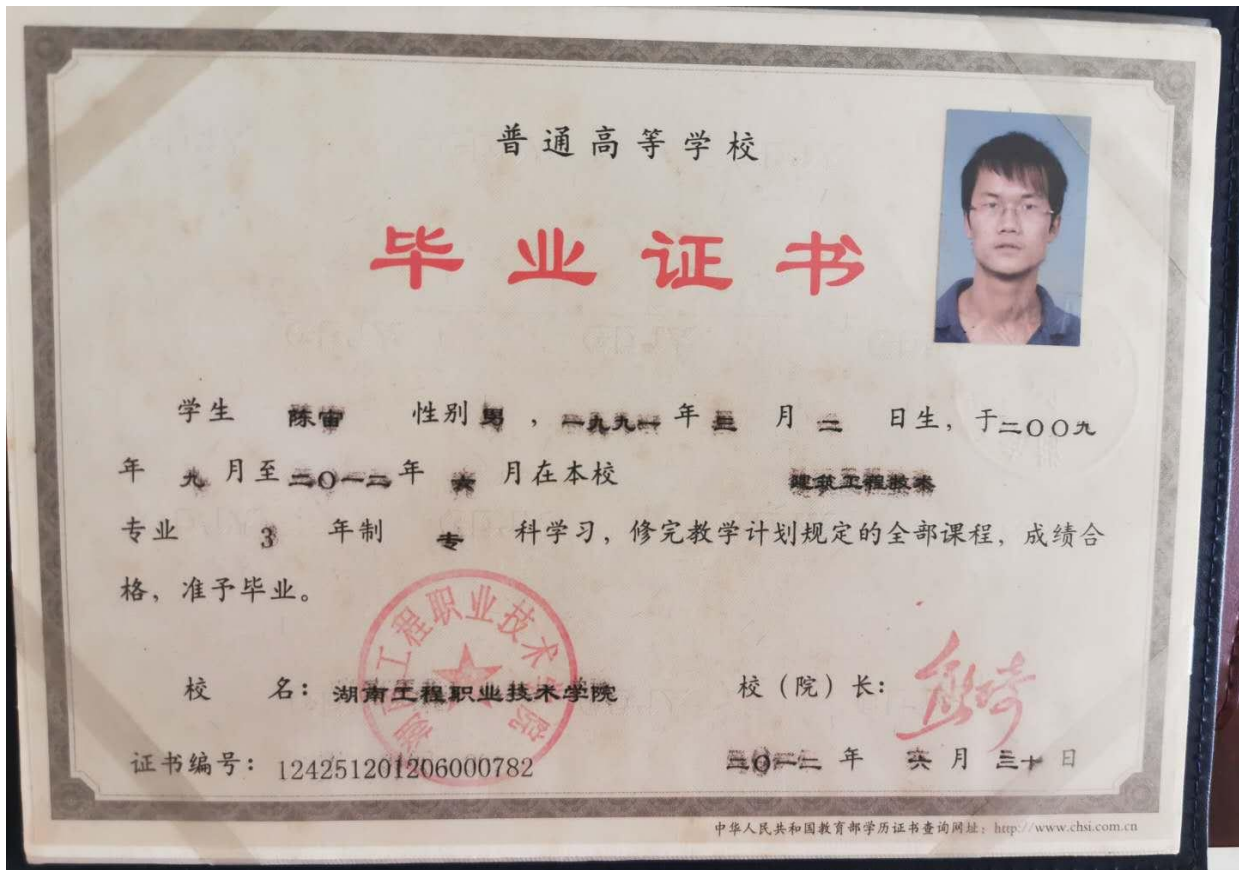 普通高等学校
毕业证书
学生 陈宙 性别 男 ，一九九一 年 三 月 二 日生，于二〇〇九
年 九 月至 二〇一二 年 六 月在本校 建筑工程技术
专业 3 年制 专 科学习，修完教学计划规定的全部课程，成绩合
格，准予毕业。
湖南工程职业技术学院
校 名：湖南工程职业技术学院 校（院）长：
证书编号：124251201206000782 二〇一二 年 六 月 三十 日
中华人民共和国教育部学历证书查询网址：http://www.chsi.com.cn